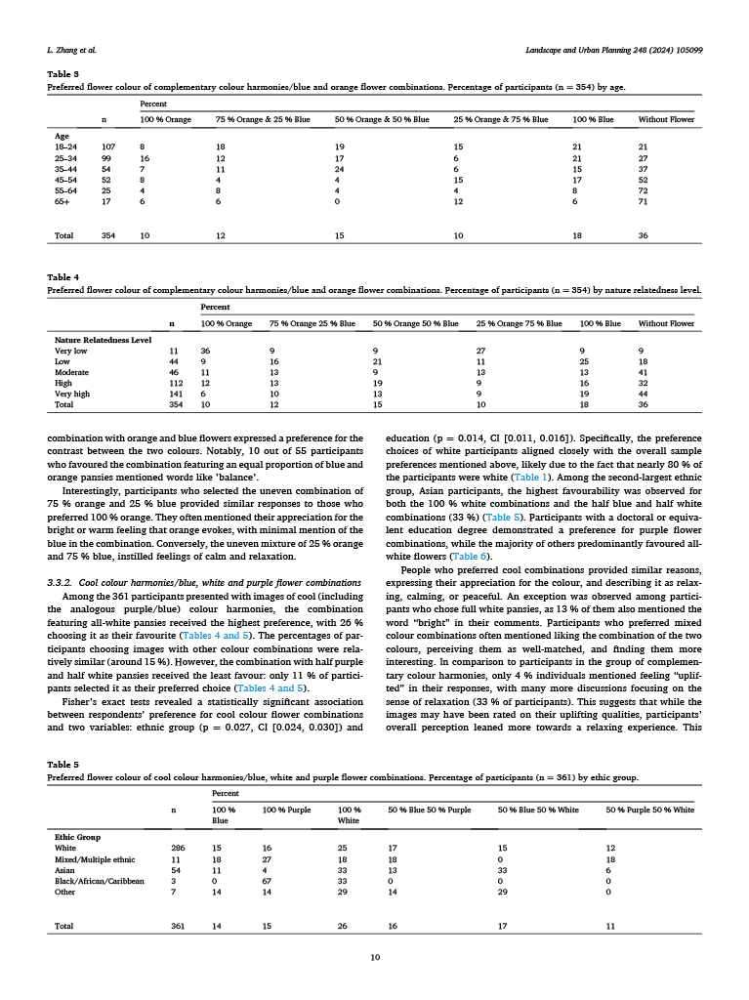 L. Zhang et al.
Landscape and Urban Planning 248 (2024) 105099
Table 3
Preferred flower colour of complementary colour harmonies/blue and orange flower combinations. Percentage of participants (n = 354) by age.
Percent
n 100 % Orange 75 % Orange & 25 % Blue 50 % Orange & 50 % Blue 25 % Orange & 75 % Blue 100 % Blue Without Flower
Age
18–24 107 8 18 19 15 21 21
25–34 99 16 12 17 6 21 27
35–44 54 7 11 24 6 15 37
45–54 52 8 4 4 15 17 52
55–64 25 4 8 4 4 8 72
65+ 17 6 6 0 12 6 71
Total 354 10 12 15 10 18 36
Table 4
Preferred flower colour of complementary colour harmonies/blue and orange flower combinations. Percentage of participants (n = 354) by nature relatedness level.
Percent
n 100 % Orange 75 % Orange 25 % Blue 50 % Orange 50 % Blue 25 % Orange 75 % Blue 100 % Blue Without Flower
Nature Relatedness Level
Very low 11 36 9 9 27 9 9
Low 44 9 16 21 11 25 18
Moderate 46 11 13 9 13 13 41
High 112 12 13 19 9 16 32
Very high 141 6 10 13 9 19 44
Total 354 10 12 15 10 18 36
combination with orange and blue flowers expressed a preference for the
contrast between the two colours. Notably, 10 out of 55 participants
who favoured the combination featuring an equal proportion of blue and
orange pansies mentioned words like 'balance'.
Interestingly, participants who selected the uneven combination of
75 % orange and 25 % blue provided similar responses to those who
preferred 100 % orange. They often mentioned their appreciation for the
bright or warm feeling that orange evokes, with minimal mention of the
blue in the combination. Conversely, the uneven mixture of 25 % orange
and 75 % blue, instilled feelings of calm and relaxation.
3.3.2. Cool colour harmonies/blue, white and purple flower combinations
Among the 361 participants presented with images of cool (including
the analogous purple/blue) colour harmonies, the combination
featuring all-white pansies received the highest preference, with 26 %
choosing it as their favourite (Tables 4 and 5). The percentages of par-
ticipants choosing images with other colour combinations were rela-
tively similar (around 15 %). However, the combination with half purple
and half white pansies received the least favour: only 11 % of partici-
pants selected it as their preferred choice (Tables 4 and 5).
Fisher's exact tests revealed a statistically significant association
between respondents' preference for cool colour flower combinations
and two variables: ethnic group (p = 0.027, CI [0.024, 0.030]) and
education (p = 0.014, CI [0.011, 0.016]). Specifically, the preference
choices of white participants aligned closely with the overall sample
preferences mentioned above, likely due to the fact that nearly 80 % of
the participants were white (Table 1). Among the second-largest ethnic
group, Asian participants, the highest favourability was observed for
both the 100 % white combinations and the half blue and half white
combinations (33 %) (Table 5). Participants with a doctoral or equiva-
lent education degree demonstrated a preference for purple flower
combinations, while the majority of others predominantly favoured all-
white flowers (Table 6).
People who preferred cool combinations provided similar reasons,
expressing their appreciation for the colour, and describing it as relax-
ing, calming, or peaceful. An exception was observed among partici-
pants who chose full white pansies, as 13 % of them also mentioned the
word "bright" in their comments. Participants who preferred mixed
colour combinations often mentioned liking the combination of the two
colours, perceiving them as well-matched, and finding them more
interesting. In comparison to participants in the group of complemen-
tary colour harmonies, only 4 % individuals mentioned feeling "uplif-
ted" in their responses, with many more discussions focusing on the
sense of relaxation (33 % of participants). This suggests that while the
images may have been rated on their uplifting qualities, participants'
overall perception leaned more towards a relaxing experience. This
Table 5
Preferred flower colour of cool colour harmonies/blue, white and purple flower combinations. Percentage of participants (n = 361) by ethic group.
Percent
n 100 % 100 % Purple 100 % 50 % Blue 50 % Purple 50 % Blue 50 % White 50 % Purple 50 % White
Blue White
Ethic Group
White 286 15 16 25 17 15 12
Mixed/Multiple ethnic 11 18 27 18 18 0 18
Asian 54 11 4 33 13 33 6
Black/African/Caribbean 3 0 67 33 0 0 0
Other 7 14 14 29 14 29 0
Total 361 14 15 26 16 17 11
10